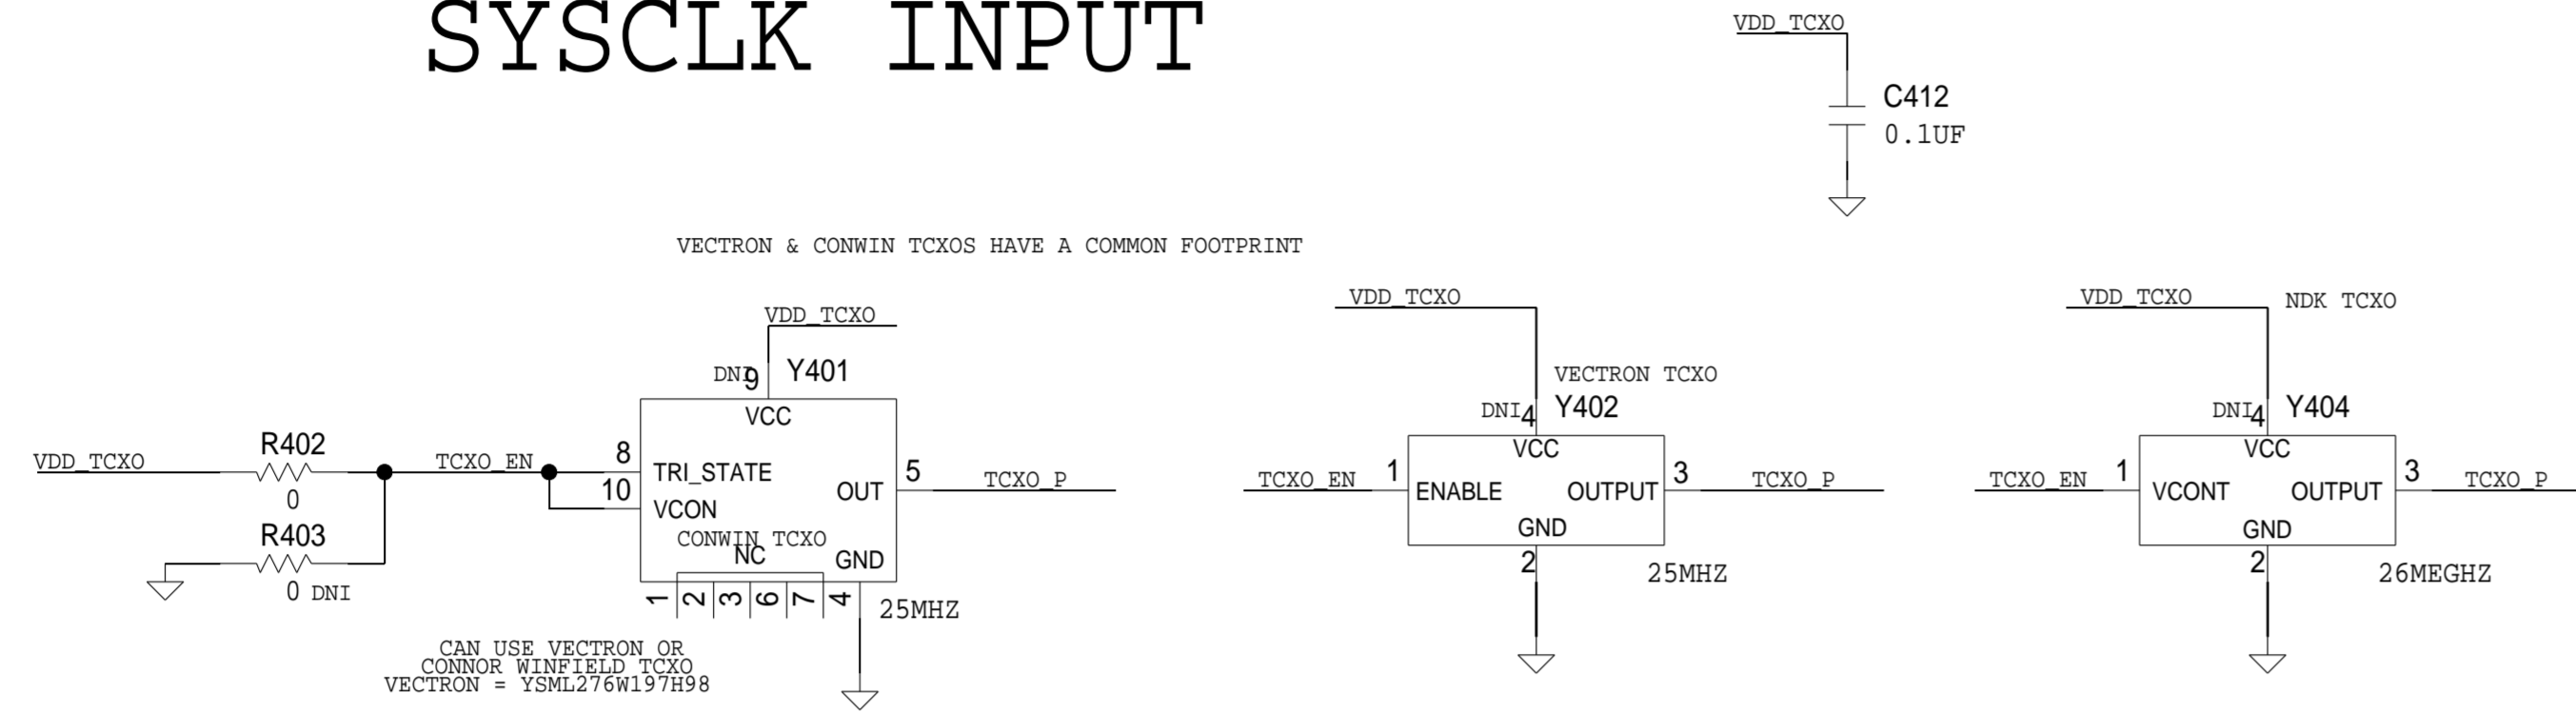 SYSCLK INPUT
VDD_TCXO
C412
0.1UF
VECTRON & CONWIN TCXOS HAVE A COMMON FOOTPRINT
VDD_TCXO
DNI
9
Y401
VCC
VDD_TCXO
R402
0
TCXO_EN
8
TRI_STATE
10
VCON
OUT
5
TCXO_P
R403
0 DNI
CONWIN TCXO
NC
GND
1
2
3
6
7
4
25MHZ
CAN USE VECTRON OR
CONNOR WINFIELD TCXO
VECTRON = YSML276W197H98
VDD_TCXO
VECTRON TCXO
DNI
4
Y402
VCC
TCXO_EN
1
ENABLE
OUTPUT
3
TCXO_P
GND
2
25MHZ
VDD_TCXO
NDK TCXO
DNI
4
Y404
VCC
TCXO_EN
1
VCONT
OUTPUT
3
TCXO_P
GND
2
26MEGHZ